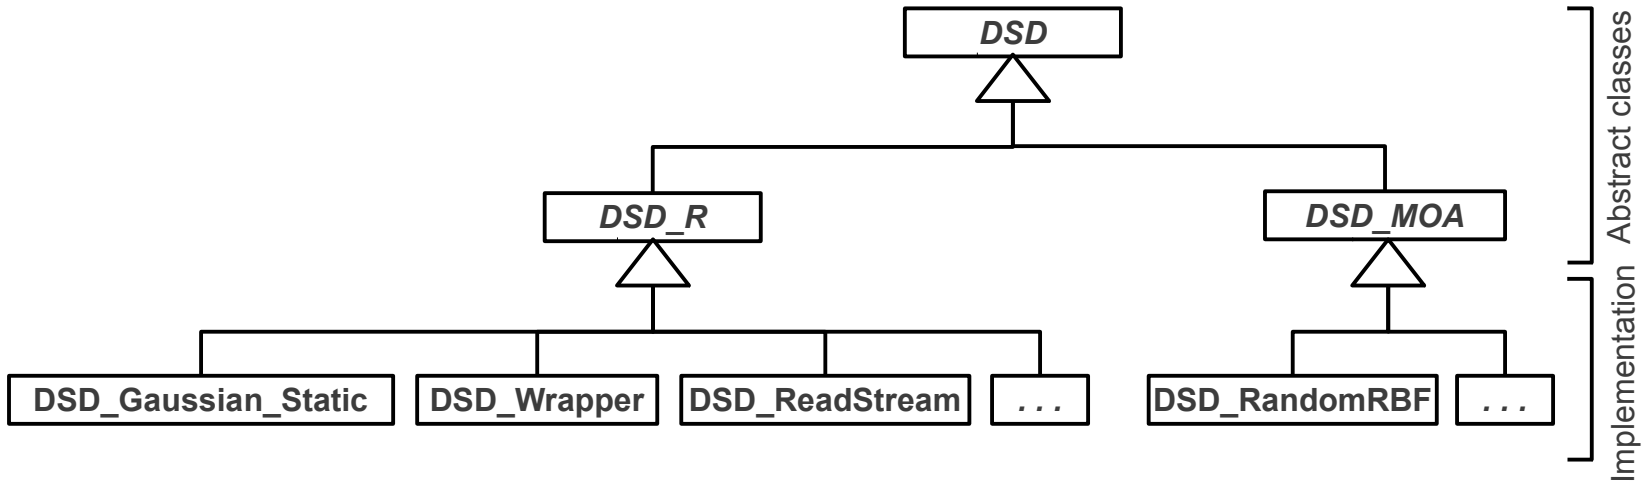 DSD
DSD_R
DSD_MOA
DSD_Gaussian_Static
DSD_Wrapper
DSD_ReadStream
. . .
DSD_RandomRBF
. . .
Abstract classes
Implementation